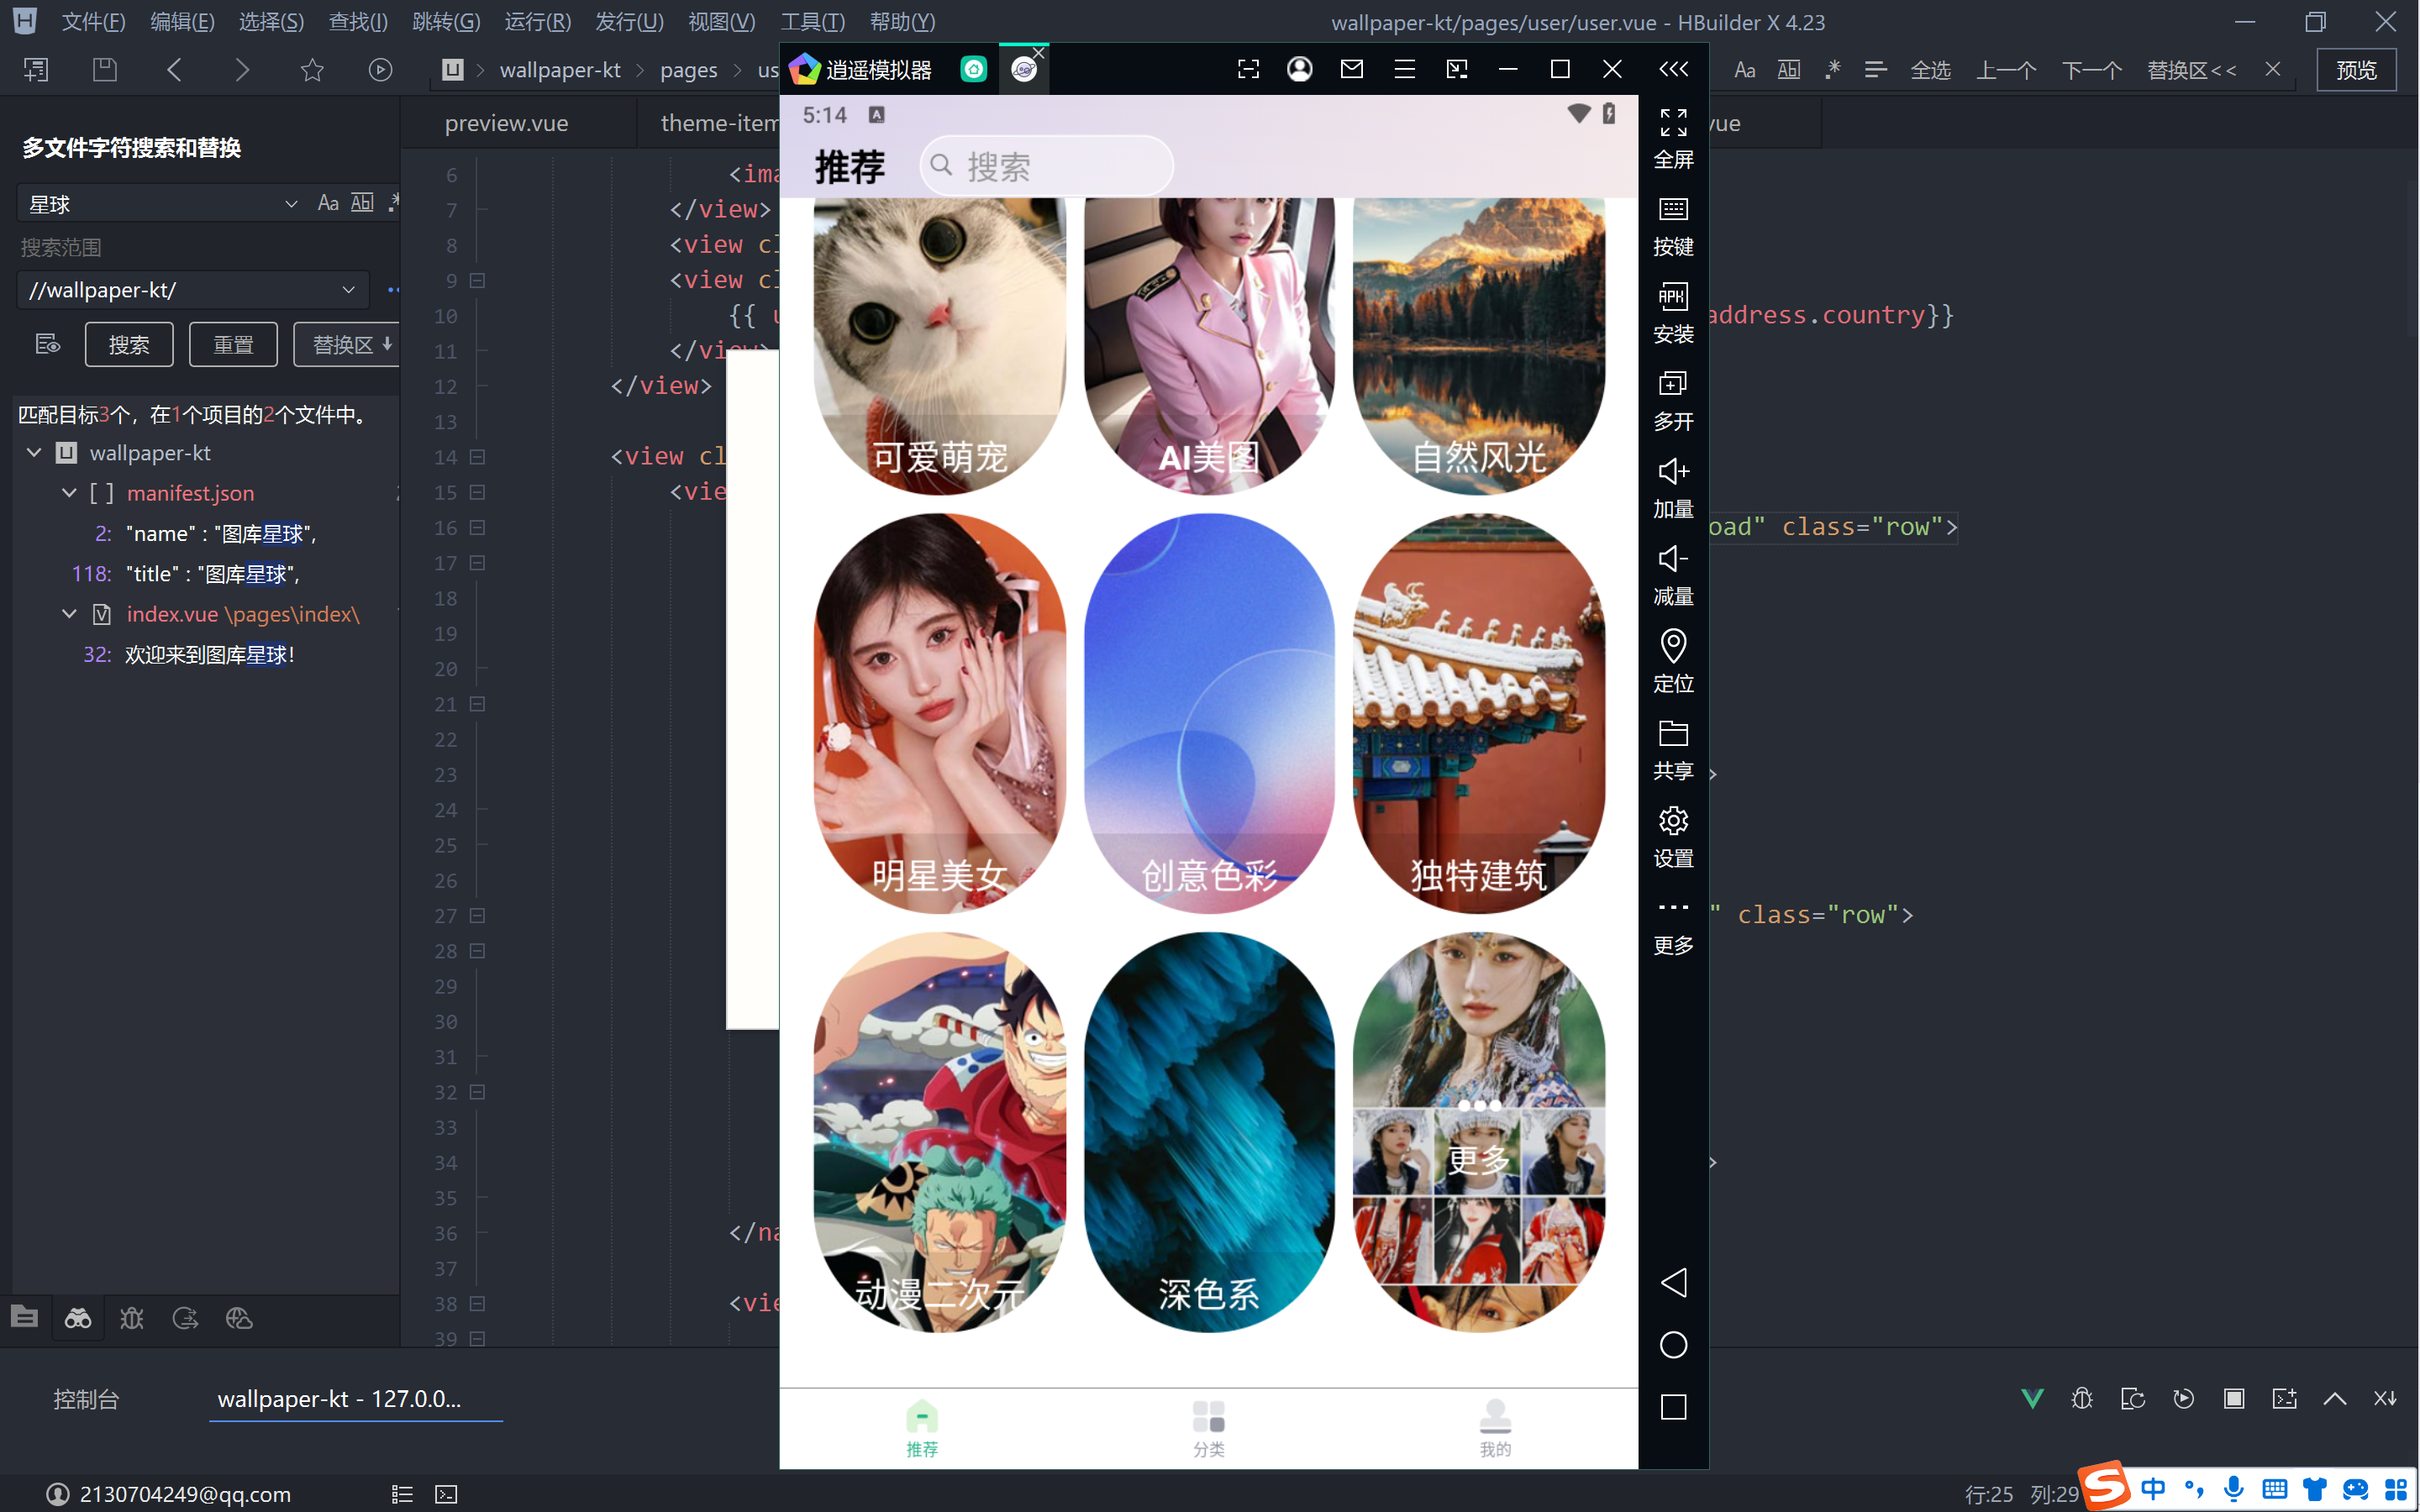 文件(F) 编辑(E) 选择(S) 查找(I) 跳转(G) 运行(R) 发行(U) 视图(V) 工具(T) 帮助(Y)
wallpaper-kt/pages/user/user.vue - HBuilder X 4.23
wallpaper-kt
pages
us
逍遥模拟器
Aa
Abl
.*
全选
上一个
下一个
替换区<<
预览
多文件字符搜索和替换
星球
Aa
Abl
.*
搜索范围
//wallpaper-kt/
搜索
重置
替换区
匹配目标3个，在1个项目的2个文件中。
wallpaper-kt
[ ] manifest.json
2: "name" : "图库星球",
118: "title" : "图库星球",
index.vue \pages\index\
32: 欢迎来到图库星球！
preview.vue
theme-item
vue
6 <ima
7 </view>
8 <view cl
9 <view cl
10 {{ u
11 </view>
12 </view>
13
14 <view cl
15 <vie
16
17
18
19
20
21
22
23
24
25
26
27
28
29
30
31
32
33
34
35
36 </na
37
38 <vie
39
address.country}}
oad" class="row">
>
" class="row">
>
5:14
A
推荐
搜索
可爱萌宠
AI美图
自然风光
明星美女
创意色彩
独特建筑
动漫二次元
深色系
更多
推荐
分类
我的
全屏
按键
APK
安装
多开
加量
减量
定位
共享
设置
更多
控制台
wallpaper-kt - 127.0.0...
2130704249@qq.com
行:25 列:29
中